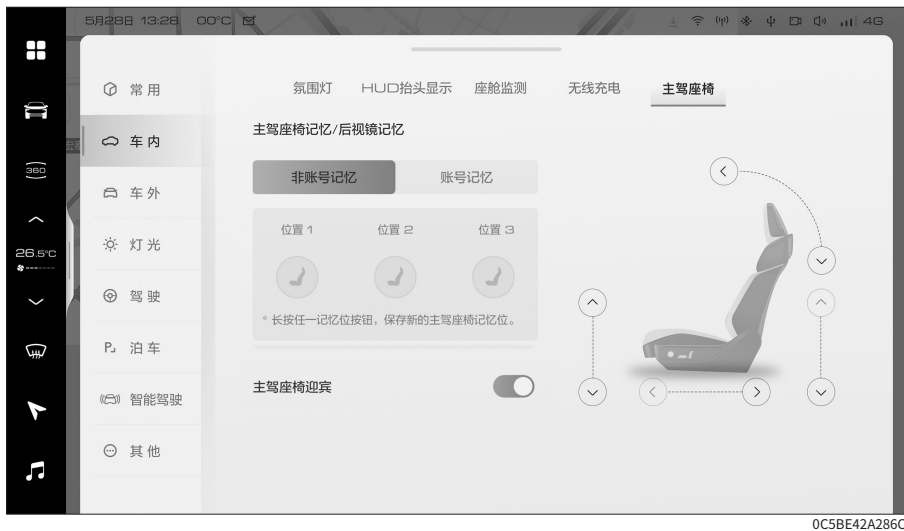 5月28日 13:28 00°C 4G
常用
氛围灯 HUD抬头显示 座舱监测 无线充电 主驾座椅
主驾座椅记忆/后视镜记忆
车内
360
非账号记忆 账号记忆
车外
位置 1 位置 2 位置 3
灯光
26.5°C
驾驶
* 长按任一记忆位按钮，保存新的主驾座椅记忆位。
P 泊车
主驾座椅迎宾
智能驾驶
其他
0C5BE42A286C